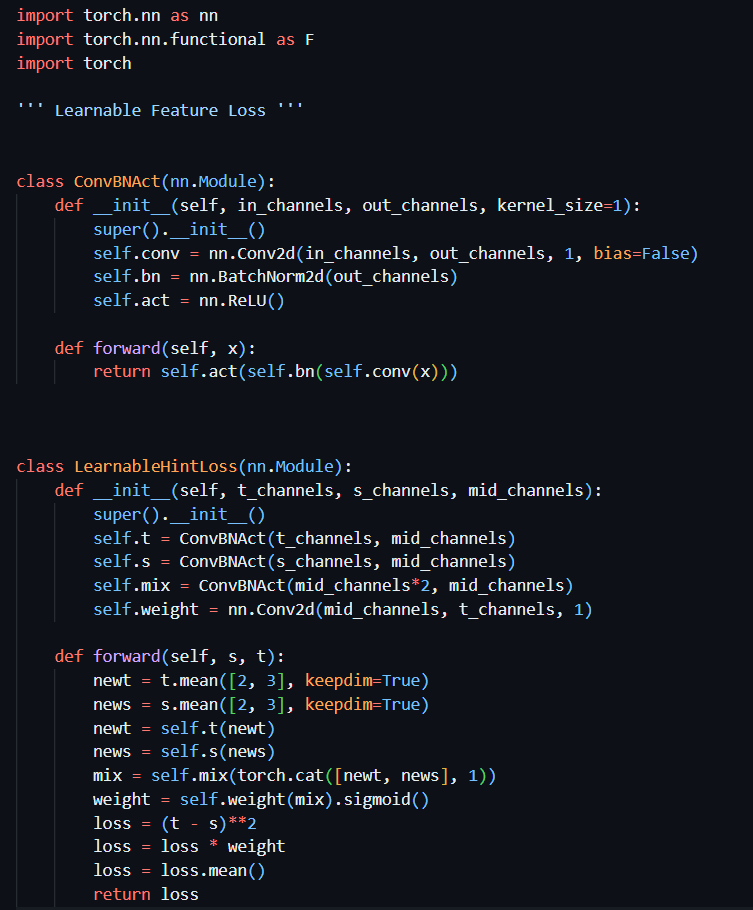 import torch.nn as nn
import torch.nn.functional as F
import torch
''' Learnable Feature Loss '''
class ConvBNAct(nn.Module):
    def __init__(self, in_channels, out_channels, kernel_size=1):
        super().__init__()
        self.conv = nn.Conv2d(in_channels, out_channels, 1, bias=False)
        self.bn = nn.BatchNorm2d(out_channels)
        self.act = nn.ReLU()
    def forward(self, x):
        return self.act(self.bn(self.conv(x)))
class LearnableHintLoss(nn.Module):
    def __init__(self, t_channels, s_channels, mid_channels):
        super().__init__()
        self.t = ConvBNAct(t_channels, mid_channels)
        self.s = ConvBNAct(s_channels, mid_channels)
        self.mix = ConvBNAct(mid_channels*2, mid_channels)
        self.weight = nn.Conv2d(mid_channels, t_channels, 1)
    def forward(self, s, t):
        newt = t.mean([2, 3], keepdim=True)
        news = s.mean([2, 3], keepdim=True)
        newt = self.t(newt)
        news = self.s(news)
        mix = self.mix(torch.cat([newt, news], 1))
        weight = self.weight(mix).sigmoid()
        loss = (t - s)**2
        loss = loss * weight
        loss = loss.mean()
        return loss